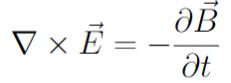 ∇ × E⃗ = −∂B⃗/∂t